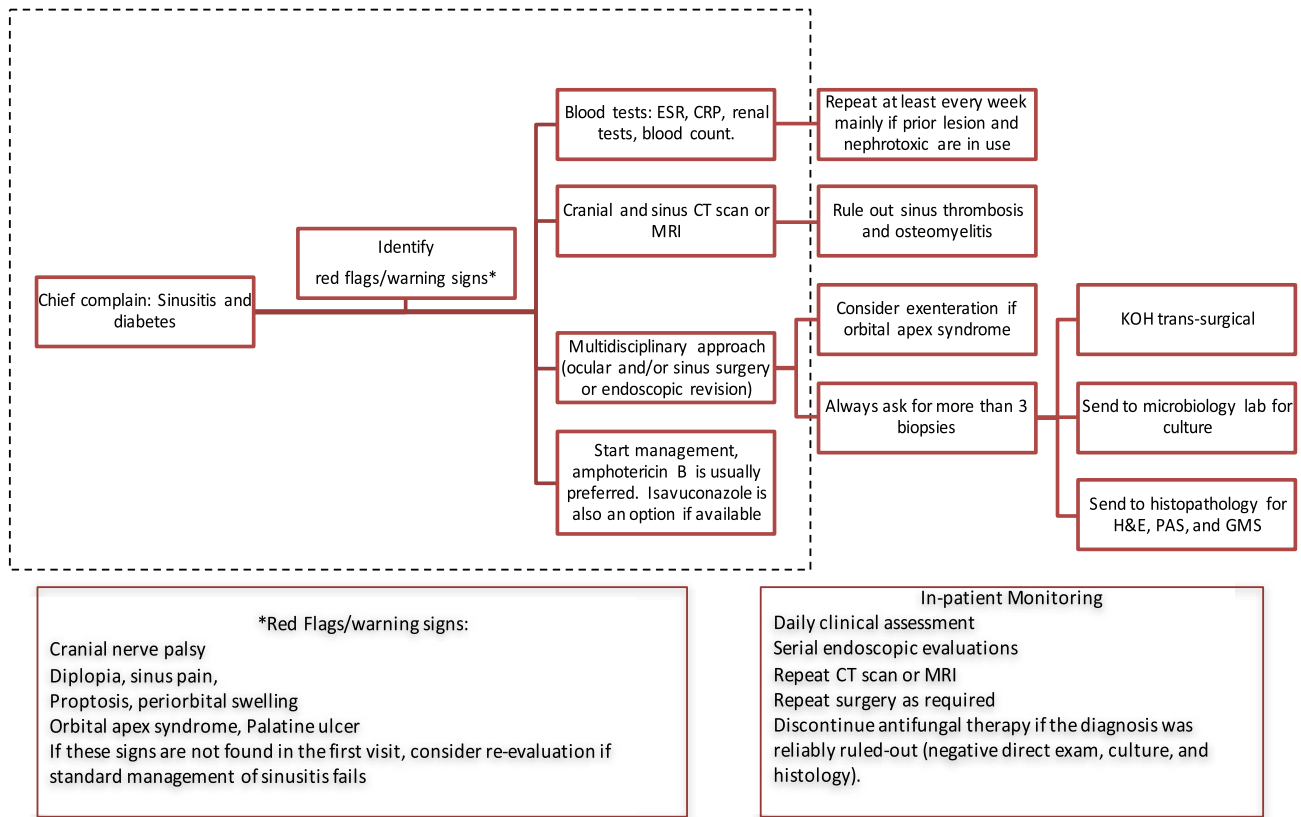 Chief complain: Sinusitis and
diabetes
Identify
red flags/warning signs*
Blood tests: ESR, CRP, renal
tests, blood count.
Repeat at least every week
mainly if prior lesion and
nephrotoxic are in use
Cranial and sinus CT scan or
MRI
Rule out sinus thrombosis
and osteomyelitis
Multidisciplinary approach
(ocular and/or sinus surgery
or endoscopic revision)
Consider exenteration if
orbital apex syndrome
Always ask for more than 3
biopsies
KOH trans-surgical
Send to microbiology lab for
culture
Send to histopathology for
H&E, PAS, and GMS
Start management,
amphotericin B is usually
preferred. Isavuconazole is
also an option if available
*Red Flags/warning signs:
Cranial nerve palsy
Diplopia, sinus pain,
Proptosis, periorbital swelling
Orbital apex syndrome, Palatine ulcer
If these signs are not found in the first visit, consider re-evaluation if
standard management of sinusitis fails
In-patient Monitoring
Daily clinical assessment
Serial endoscopic evaluations
Repeat CT scan or MRI
Repeat surgery as required
Discontinue antifungal therapy if the diagnosis was
reliably ruled-out (negative direct exam, culture, and
histology).